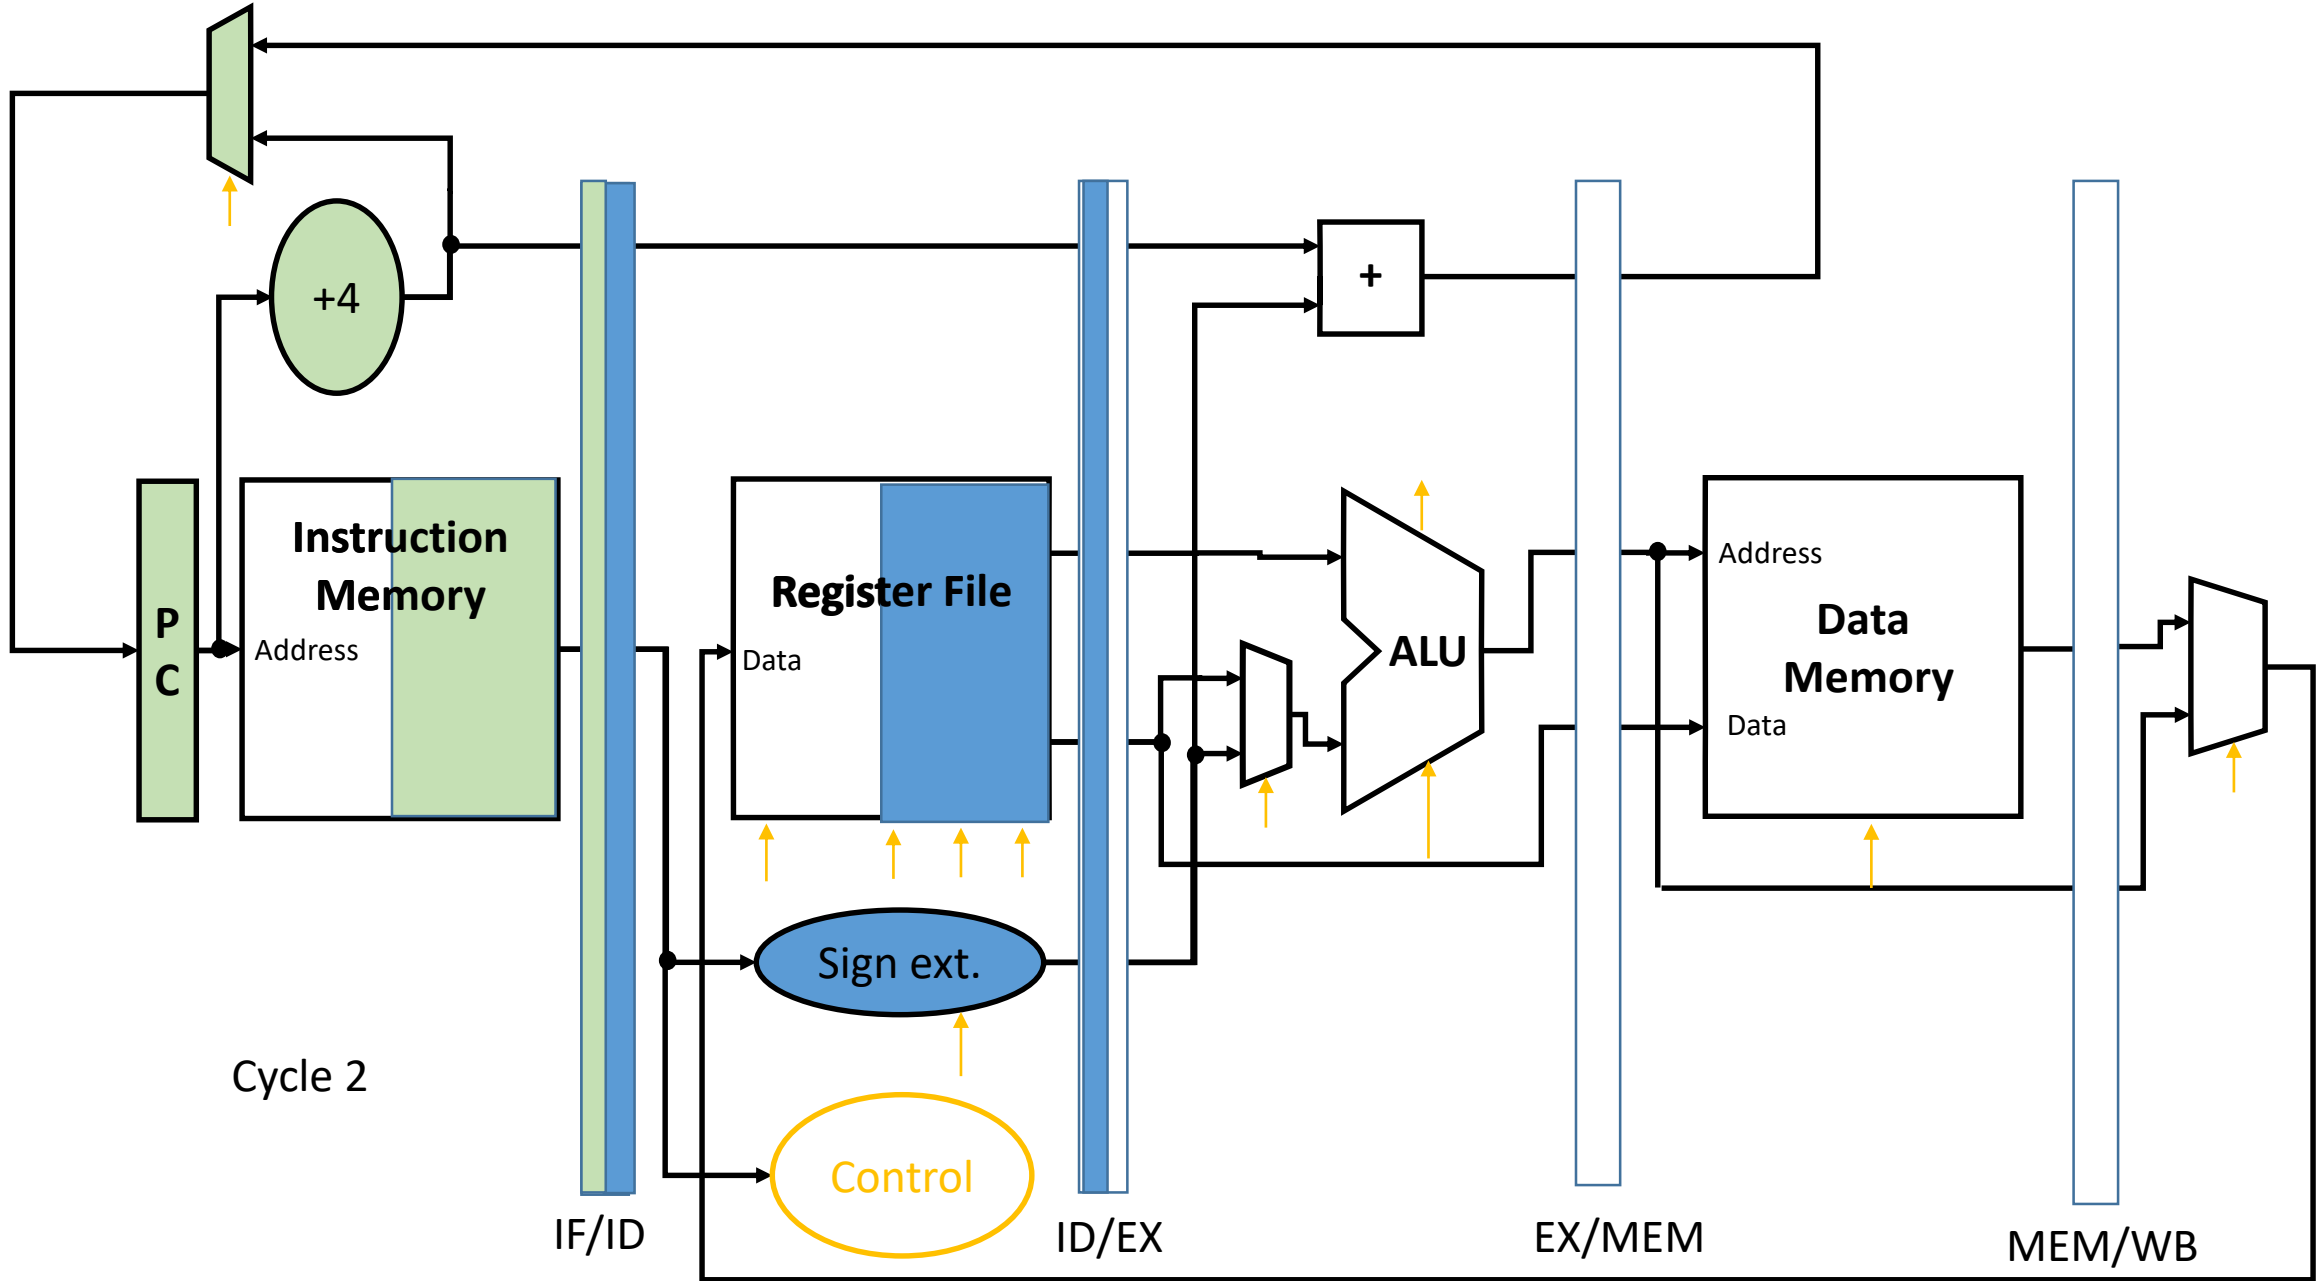 +4
+
Instruction
Memory
Address
P
C
Register File
Data
ALU
Address
Data
Memory
Data
Sign ext.
Cycle 2
Control
IF/ID
ID/EX
EX/MEM
MEM/WB